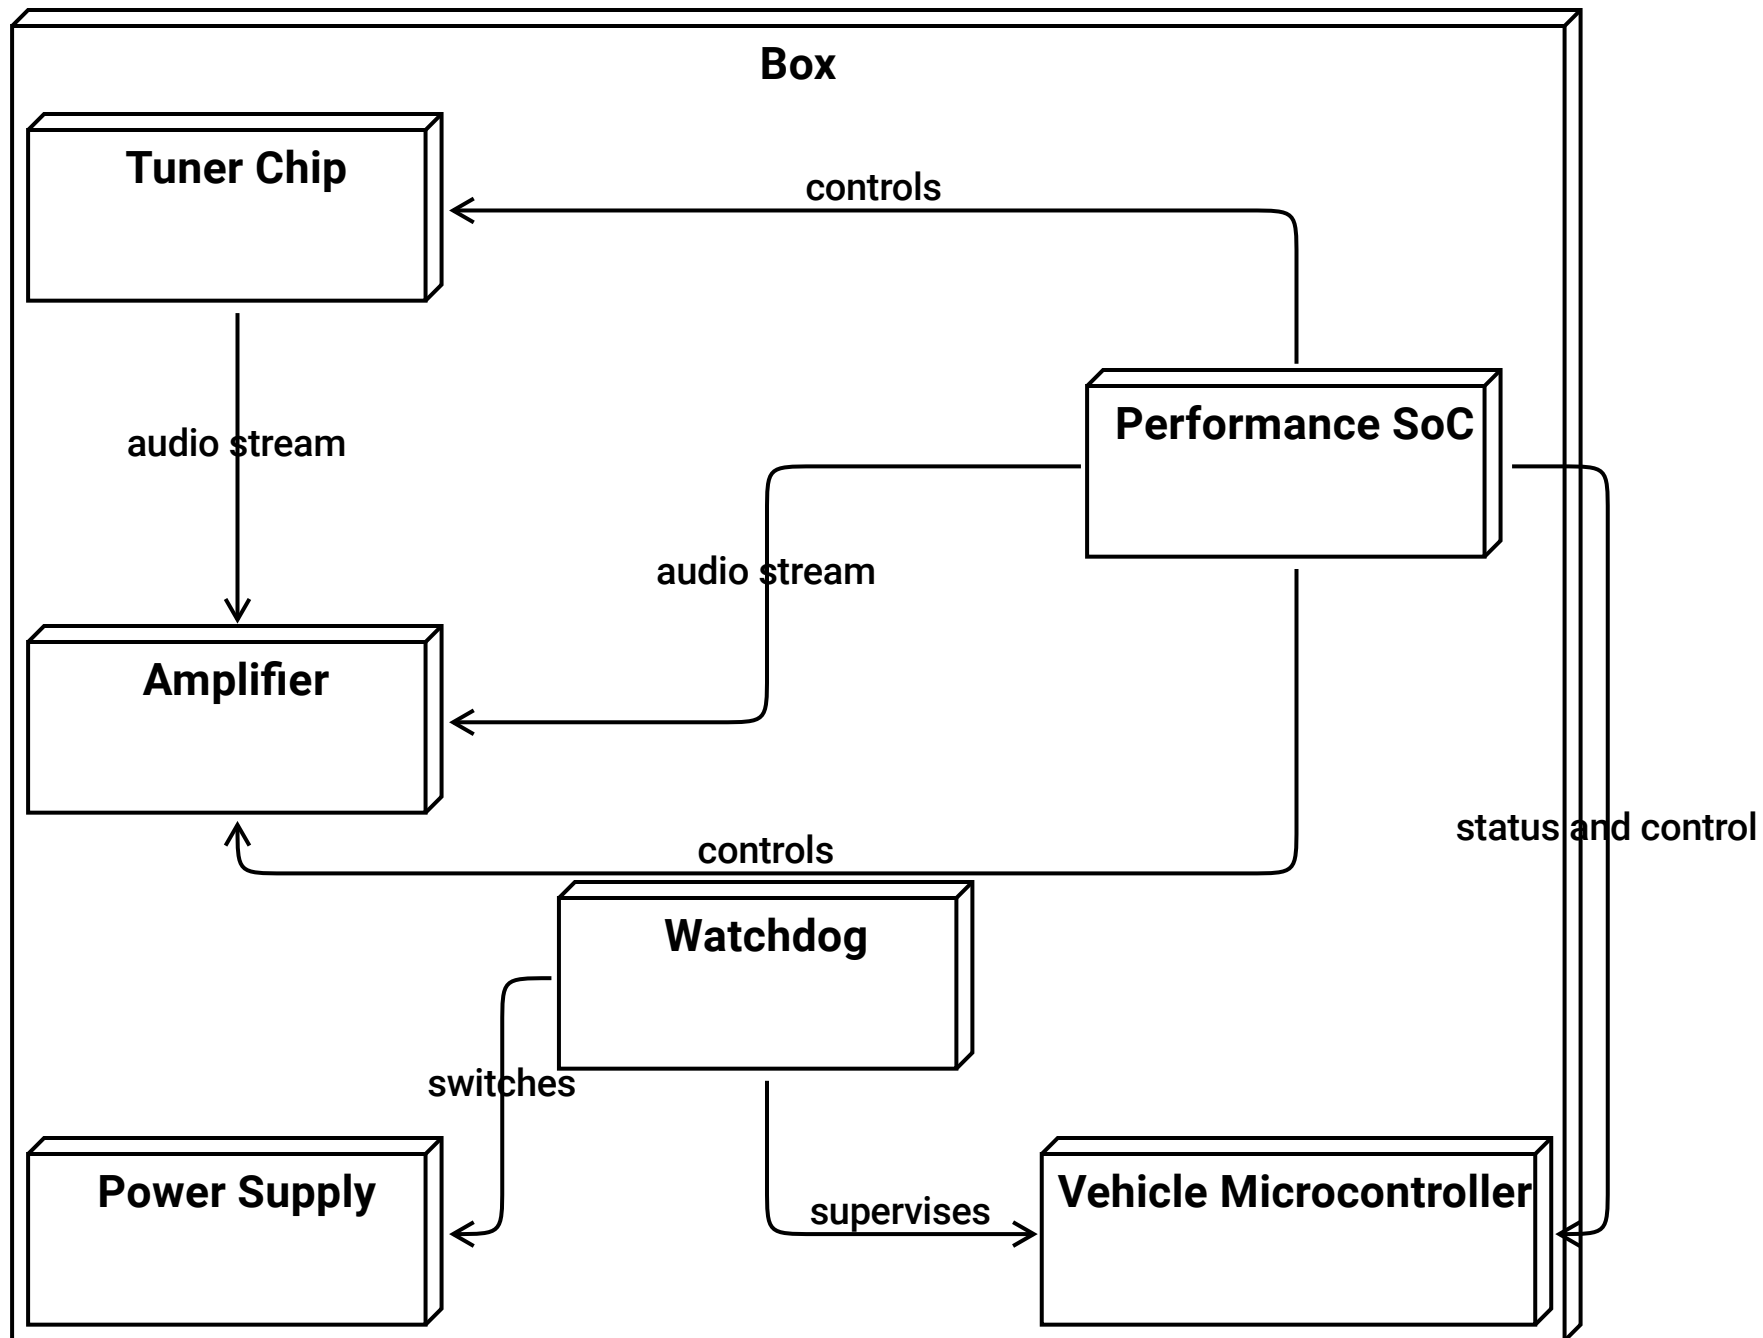 Box
Tuner Chip
controls
Performance SoC
audio stream
audio stream
Amplifier
status and control
controls
Watchdog
switches
Power Supply
supervises
Vehicle Microcontroller